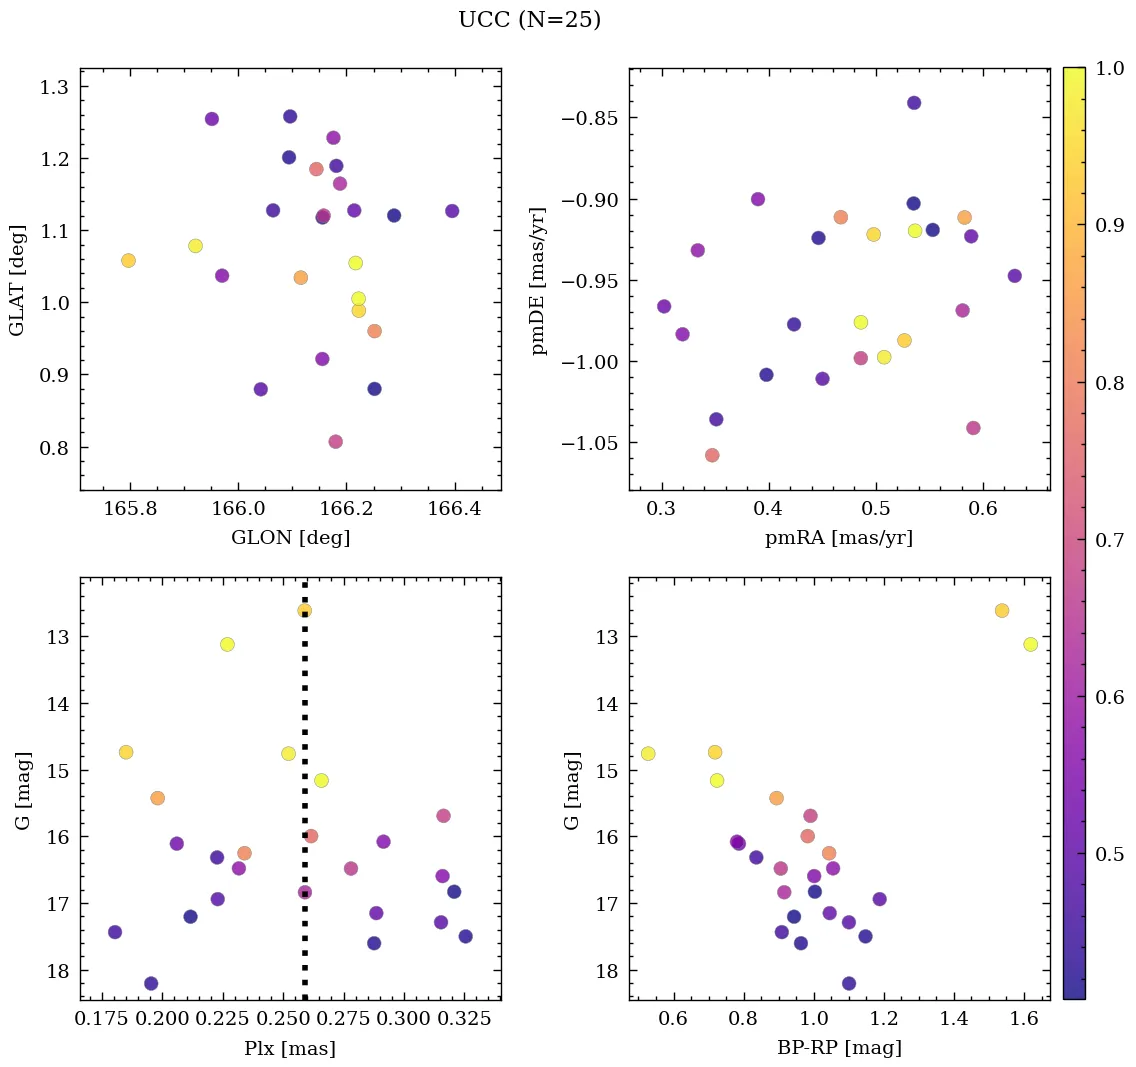 UCC (N=25)
1.3
1.2
1.1
1.0
0.9
0.8
GLAT [deg]
165.8 166.0 166.2 166.4
GLON [deg]
−0.85
−0.90
−0.95
−1.00
−1.05
pmDE [mas/yr]
0.3 0.4 0.5 0.6
pmRA [mas/yr]
1.0
0.9
0.8
0.7
0.6
0.5
13
14
15
16
17
18
G [mag]
0.175 0.200 0.225 0.250 0.275 0.300 0.325
Plx [mas]
13
14
15
16
17
18
G [mag]
0.6 0.8 1.0 1.2 1.4 1.6
BP-RP [mag]